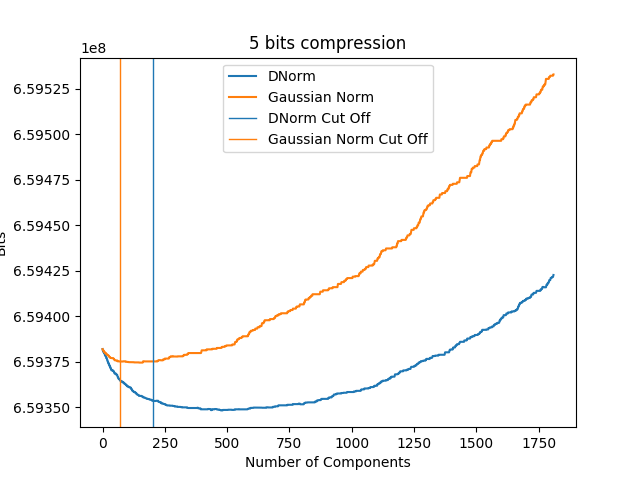 5 bits compression
1e8
6.59525
6.59500
6.59475
6.59450
6.59425
6.59400
6.59375
6.59350
Bits
DNorm
Gaussian Norm
DNorm Cut Off
Gaussian Norm Cut Off
0 250 500 750 1000 1250 1500 1750
Number of Components